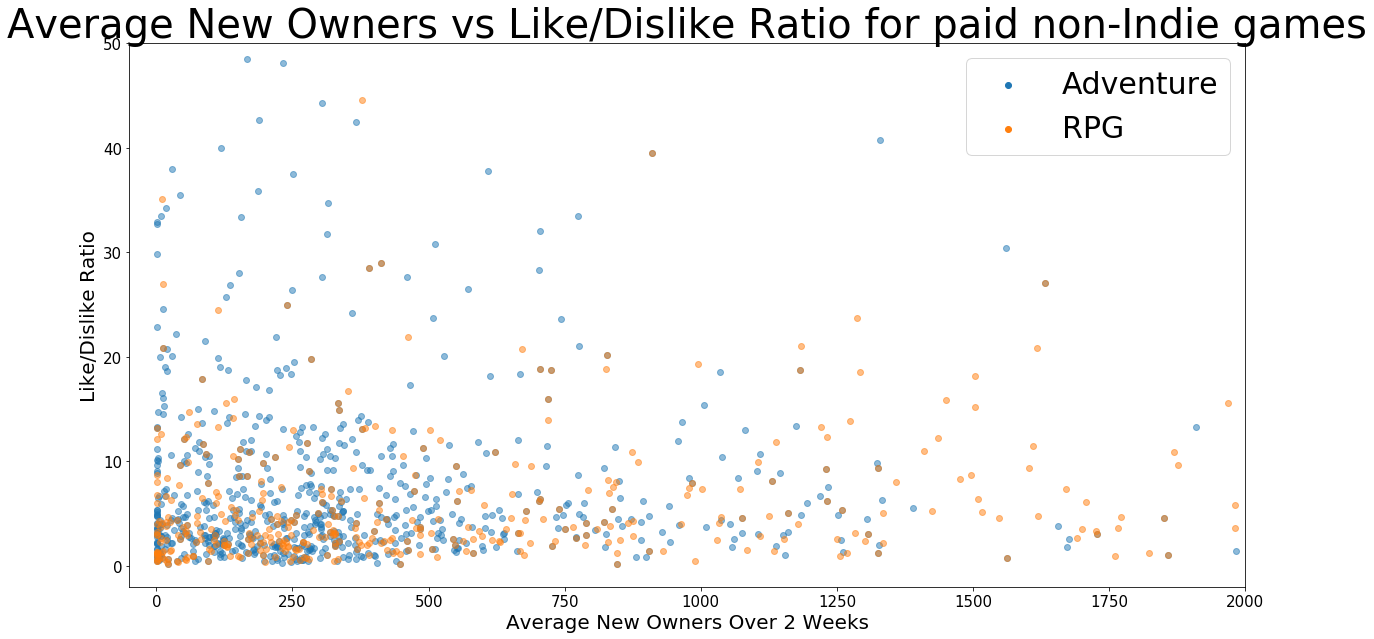 Average New Owners vs Like/Dislike Ratio for paid non-Indie games
50
40
30
20
10
0
Like/Dislike Ratio
Adventure
RPG
0 250 500 750 1000 1250 1500 1750 2000
Average New Owners Over 2 Weeks